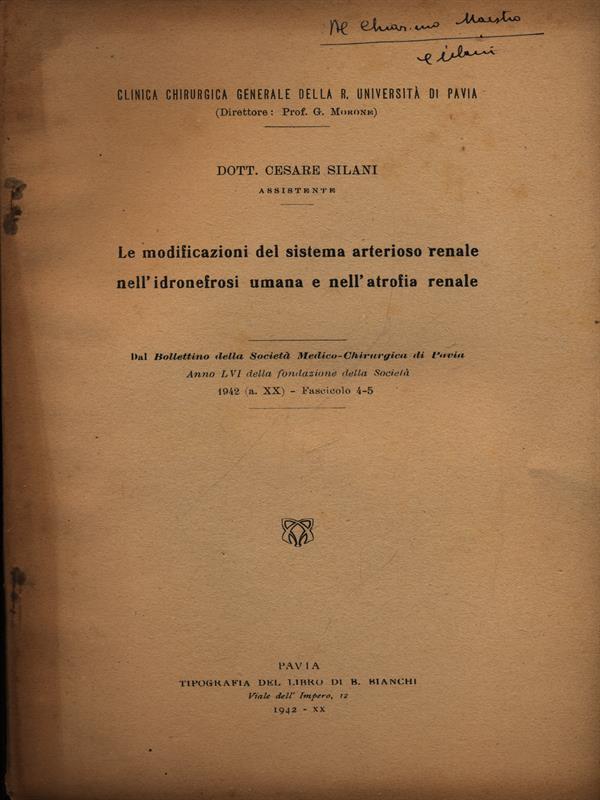 Al Chiar.mo Maestro
CSilani
CLINICA CHIRURGICA GENERALE DELLA R. UNIVERSITÀ DI PAVIA
(Direttore: Prof. G. MORONE)
DOTT. CESARE SILANI
ASSISTENTE
Le modificazioni del sistema arterioso renale
nell'idronefrosi umana e nell'atrofia renale
Dal Bollettino della Società Medico-Chirurgica di Pavia
Anno LVI della fondazione della Società
1942 (a. XX) - Fascicolo 4-5
PAVIA
TIPOGRAFIA DEL LIBRO DI B. BIANCHI
Viale dell' Impero, 12
1942 - XX